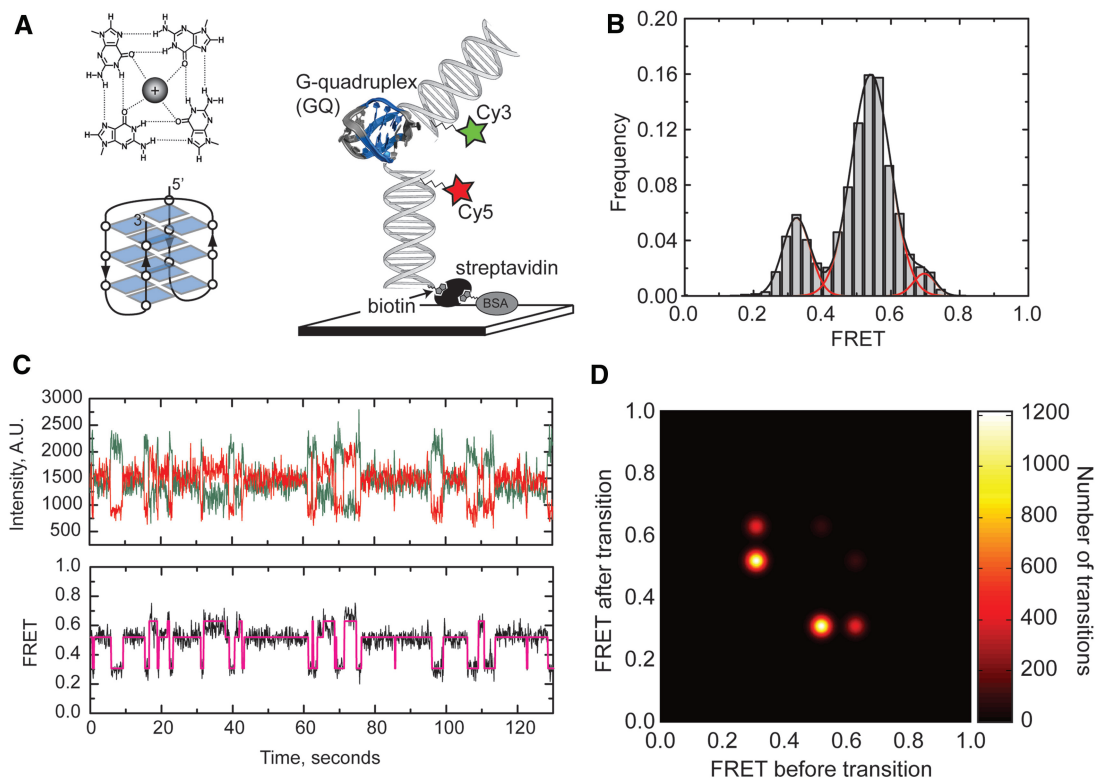 A
5'
3'
G-quadruplex
(GQ)
Cy3
Cy5
streptavidin
biotin
BSA
B
Frequency
0.20
0.16
0.12
0.08
0.04
0.00
0.0 0.2 0.4 0.6 0.8 1.0
FRET
C
Intensity, A.U.
3000
2500
2000
1500
1000
500
FRET
1.0
0.8
0.6
0.4
0.2
0.0
0 20 40 60 80 100 120
Time, seconds
D
FRET after transition
1.0
0.8
0.6
0.4
0.2
0.0
0.0 0.2 0.4 0.6 0.8 1.0
FRET before transition
1200
1000
800
600
400
200
0
Number of transitions